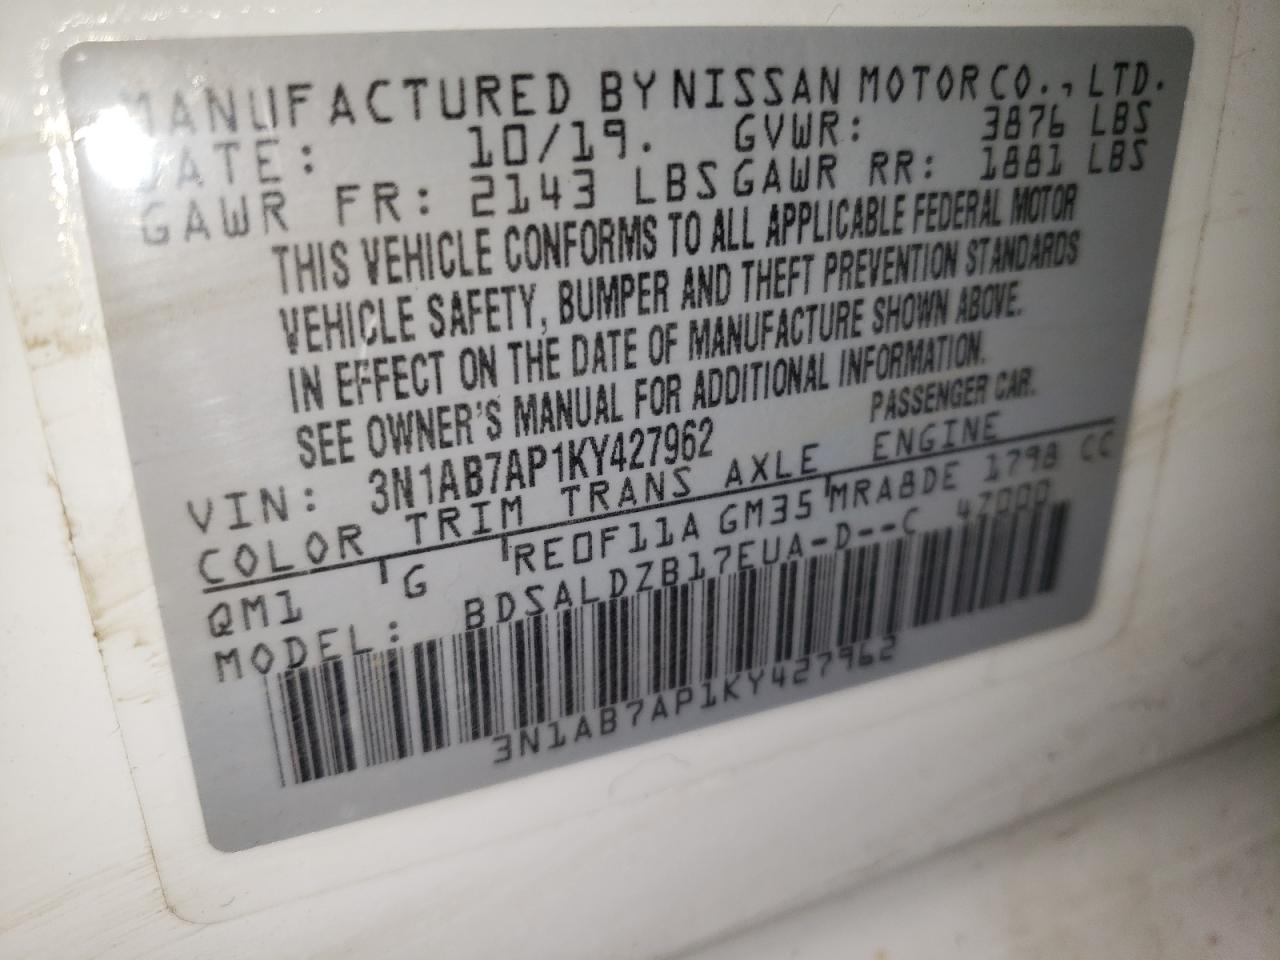 MANUFACTURED BY NISSAN MOTOR CO., LTD.
DATE: 10/19. GVWR: 3876 LBS
GAWR FR: 2143 LBS GAWR RR: 1881 LBS
THIS VEHICLE CONFORMS TO ALL APPLICABLE FEDERAL MOTOR
VEHICLE SAFETY, BUMPER AND THEFT PREVENTION STANDARDS
IN EFFECT ON THE DATE OF MANUFACTURE SHOWN ABOVE.
SEE OWNER'S MANUAL FOR ADDITIONAL INFORMATION.
VIN: 3N1AB7AP1KY427962 PASSENGER CAR.
COLOR TRIM TRANS AXLE ENGINE
QM1 G RE0F11A GM35 MRA8DE 1798 CC
MODEL: BDSALDZB17EUA-D--C 47000
3N1AB7AP1KY427962